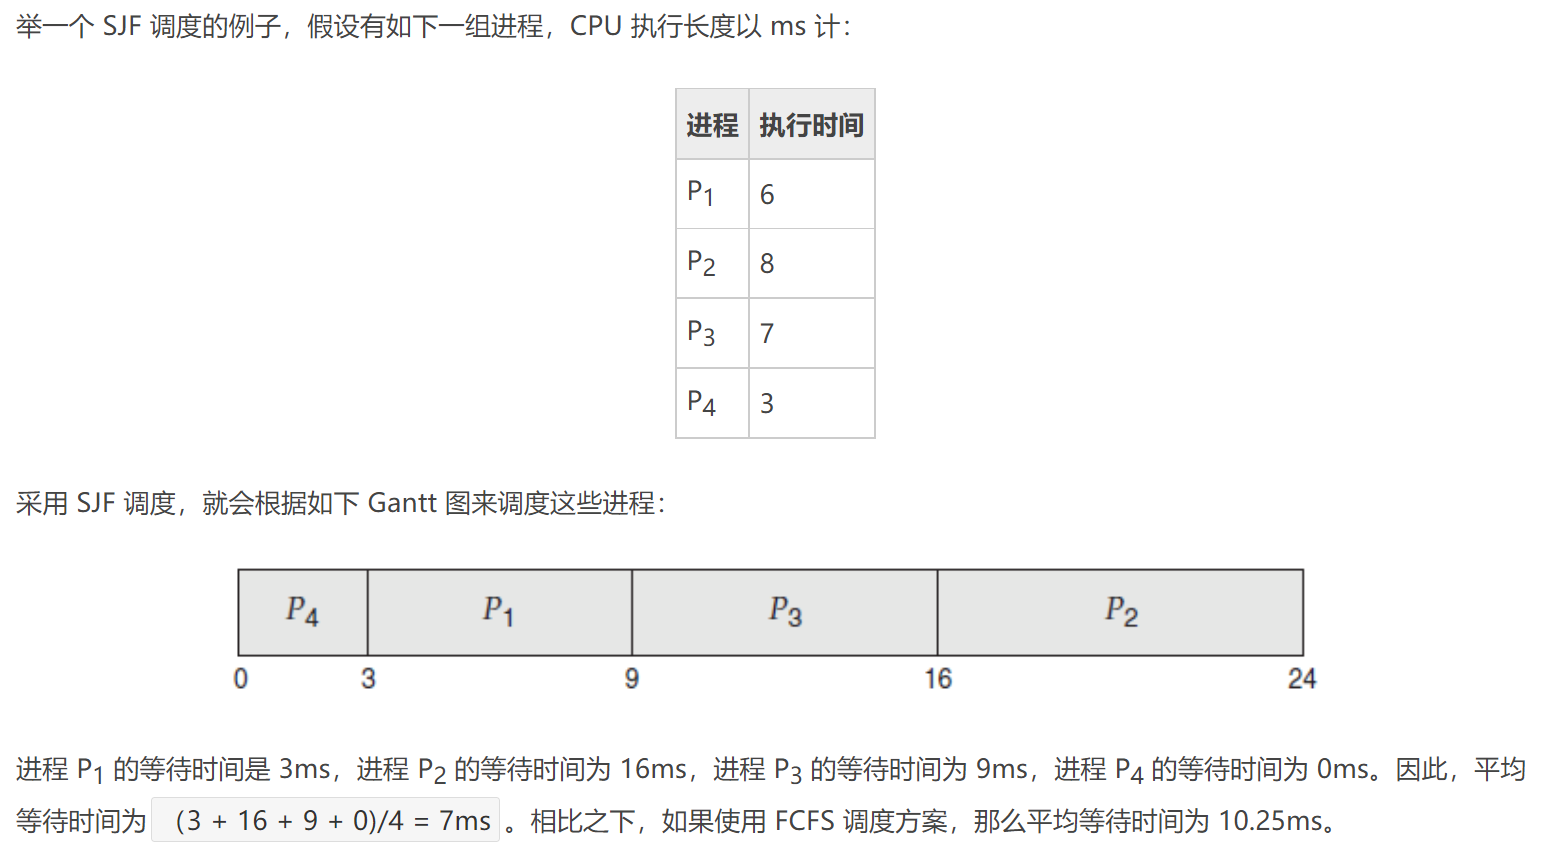 举一个 SJF 调度的例子，假设有如下一组进程，CPU 执行长度以 ms 计：
进程 执行时间
P1 6
P2 8
P3 7
P4 3
采用 SJF 调度，就会根据如下 Gantt 图来调度这些进程：
P4 P1 P3 P2
0 3 9 16 24
进程 P1 的等待时间是 3ms，进程 P2 的等待时间为 16ms，进程 P3 的等待时间为 9ms，进程 P4 的等待时间为 0ms。因此，平均
等待时间为 （3 + 16 + 9 + 0)/4 = 7ms 。相比之下，如果使用 FCFS 调度方案，那么平均等待时间为 10.25ms。